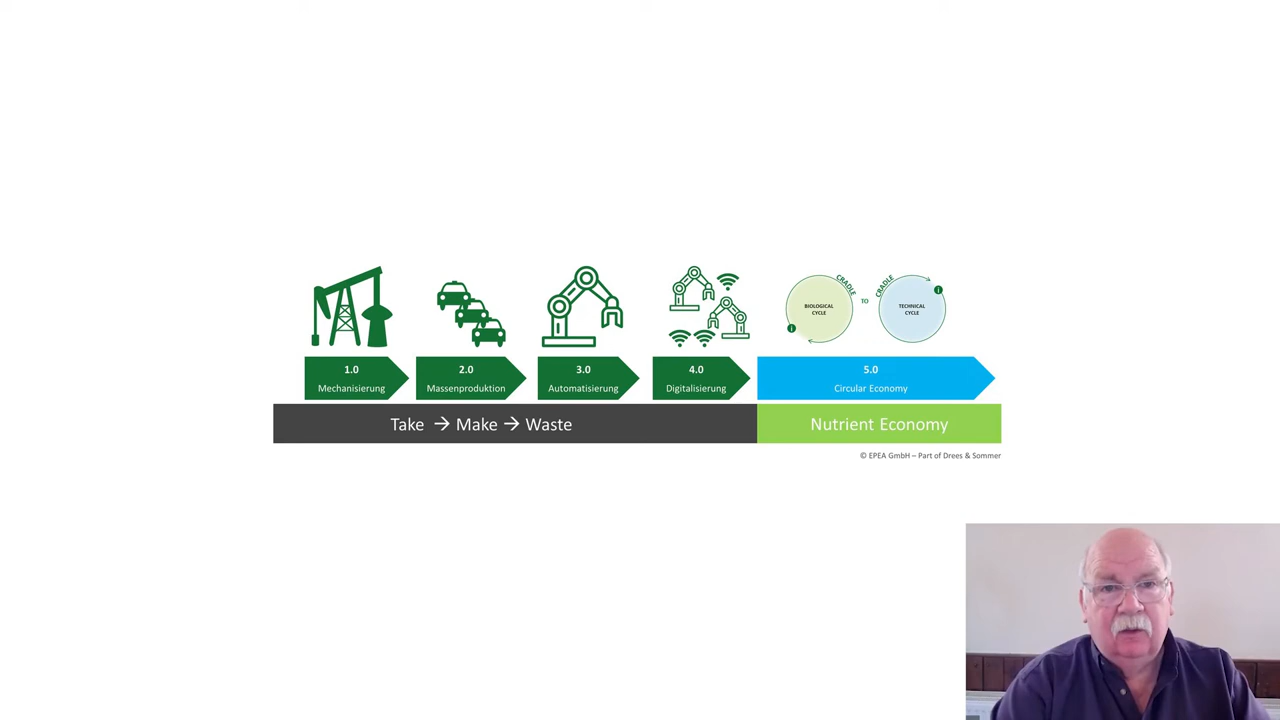 BIOLOGICAL
CYCLE
CRADLE
TO
CRADLE
TECHNICAL
CYCLE
1.0
Mechanisierung
2.0
Massenproduktion
3.0
Automatisierung
4.0
Digitalisierung
5.0
Circular Economy
Take → Make → Waste
Nutrient Economy
© EPEA GmbH – Part of Drees & Sommer